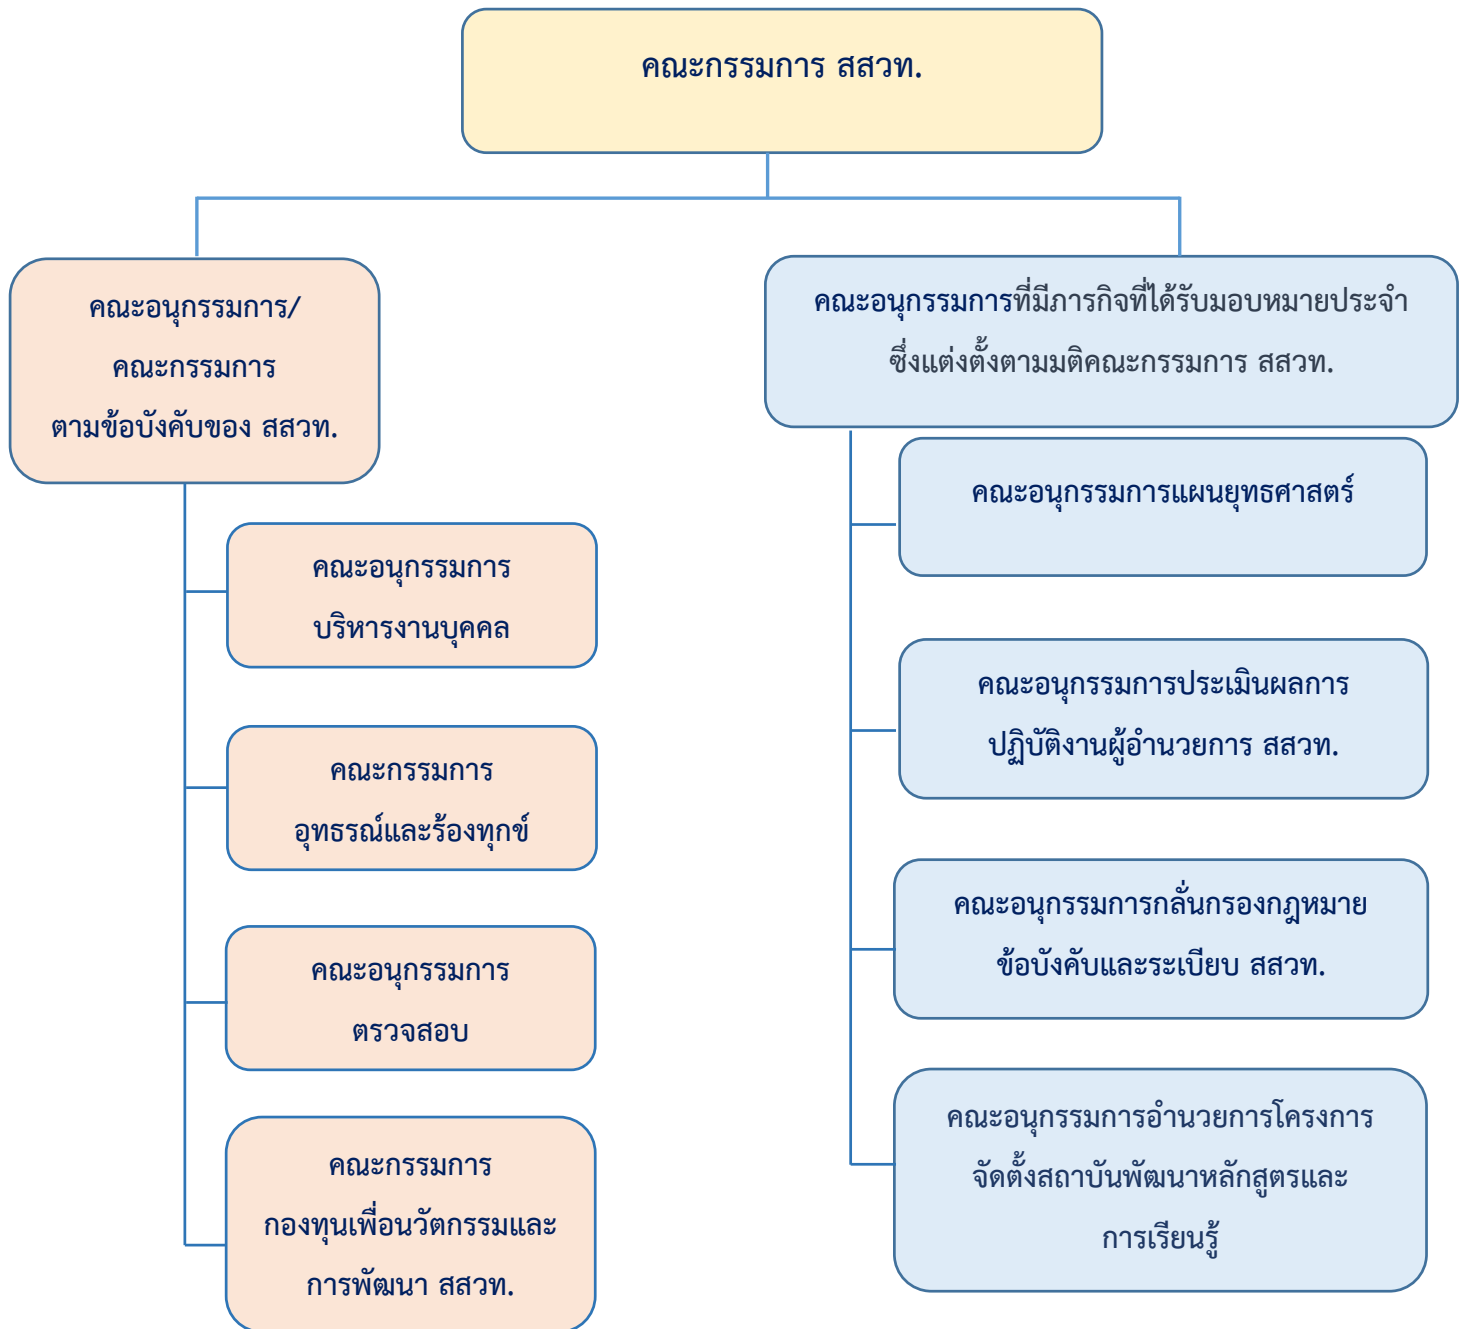 คณะกรรมการ สสวท.
คณะอนุกรรมการ/
คณะกรรมการ
ตามข้อบังคับของ สสวท.
คณะอนุกรรมการ
บริหารงานบุคคล
คณะกรรมการ
อุทธรณ์และร้องทุกข์
คณะอนุกรรมการ
ตรวจสอบ
คณะกรรมการ
กองทุนเพื่อนวัตกรรมและ
การพัฒนา สสวท.
คณะอนุกรรมการที่มีภารกิจที่ได้รับมอบหมายประจำ
ซึ่งแต่งตั้งตามมติคณะกรรมการ สสวท.
คณะอนุกรรมการแผนยุทธศาสตร์
คณะอนุกรรมการประเมินผลการ
ปฏิบัติงานผู้อำนวยการ สสวท.
คณะอนุกรรมการกลั่นกรองกฎหมาย
ข้อบังคับและระเบียบ สสวท.
คณะอนุกรรมการอำนวยการโครงการ
จัดตั้งสถาบันพัฒนาหลักสูตรและ
การเรียนรู้